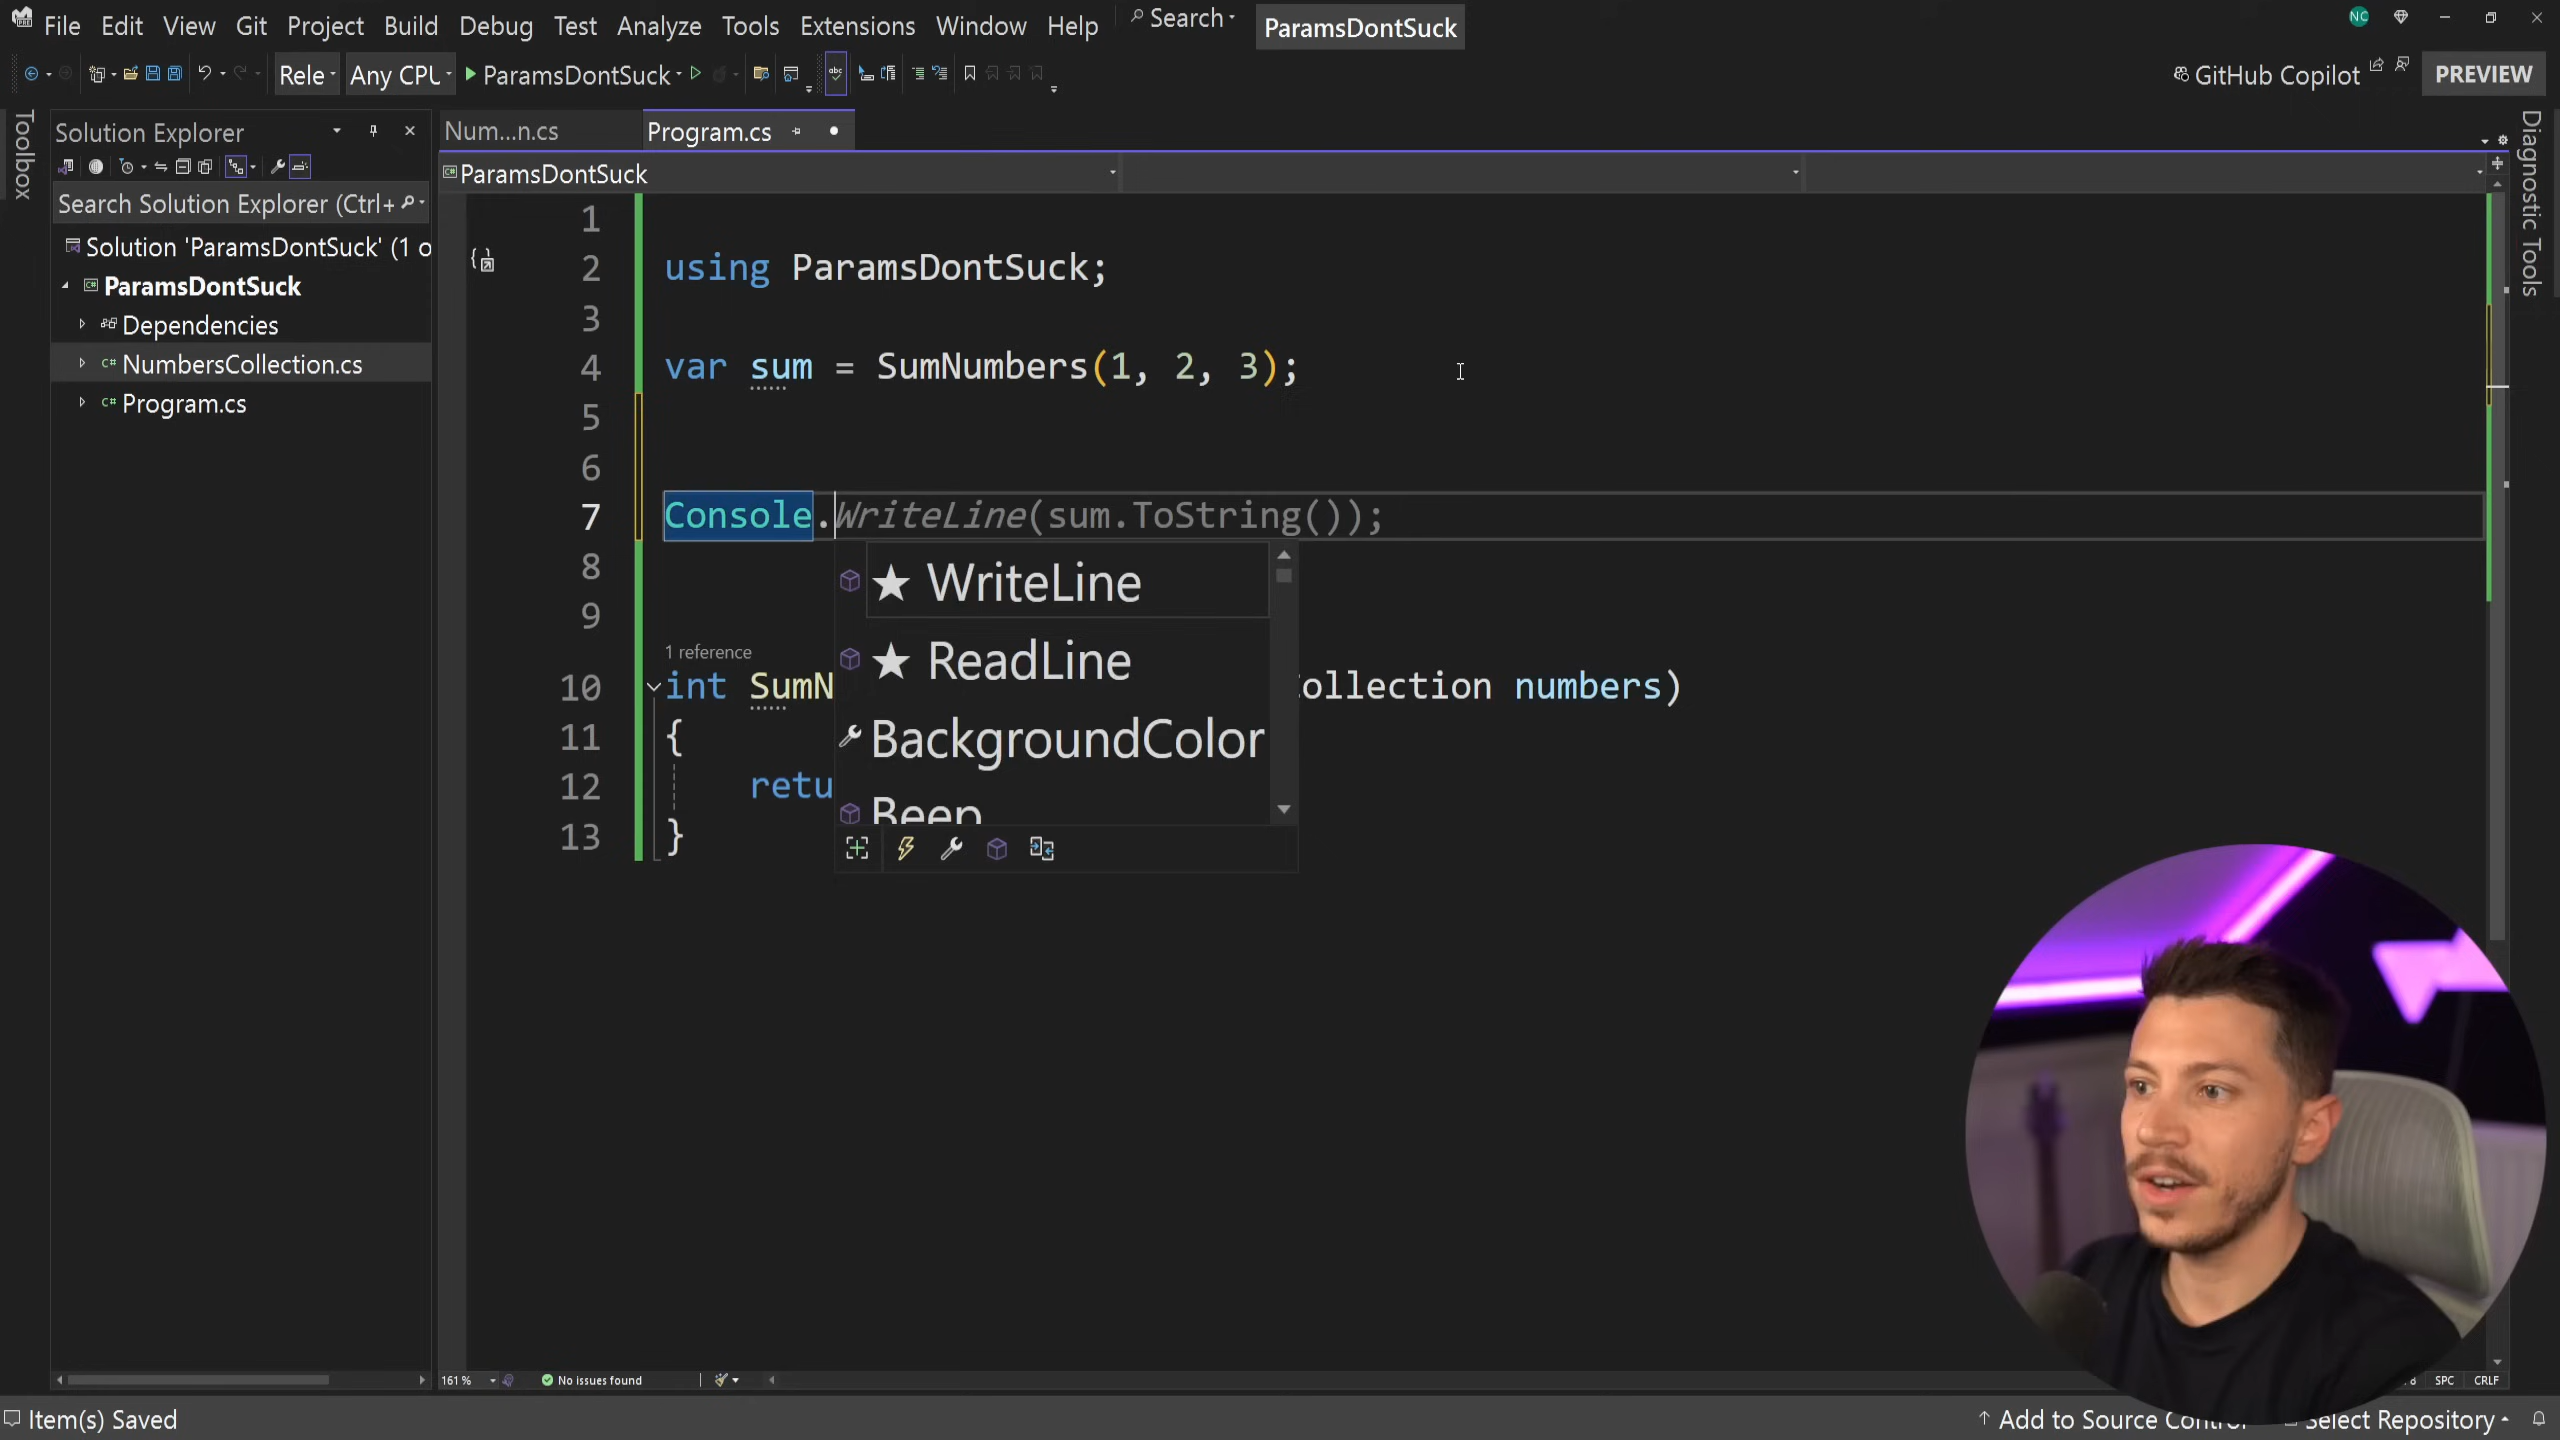 File Edit View Git Project Build Debug Test Analyze Tools Extensions Window Help Search ParamsDontSuck
NC
Rele Any CPU ParamsDontSuck
GitHub Copilot PREVIEW
Toolbox
Solution Explorer
Search Solution Explorer (Ctrl+
Solution 'ParamsDontSuck' (1 o
ParamsDontSuck
Dependencies
NumbersCollection.cs
Program.cs
Num...n.cs Program.cs
ParamsDontSuck
1
2 using ParamsDontSuck;
3
4 var sum = SumNumbers(1, 2, 3);
5
6
7 Console.WriteLine(sum.ToString());
8
9
WriteLine
ReadLine
BackgroundColor
Beep
1 reference
10 int SumN ollection numbers)
11 {
12 retu
13 }
Diagnostic Tools
161 % No issues found SPC CRLF
Item(s) Saved Add to Source Control Select Repository